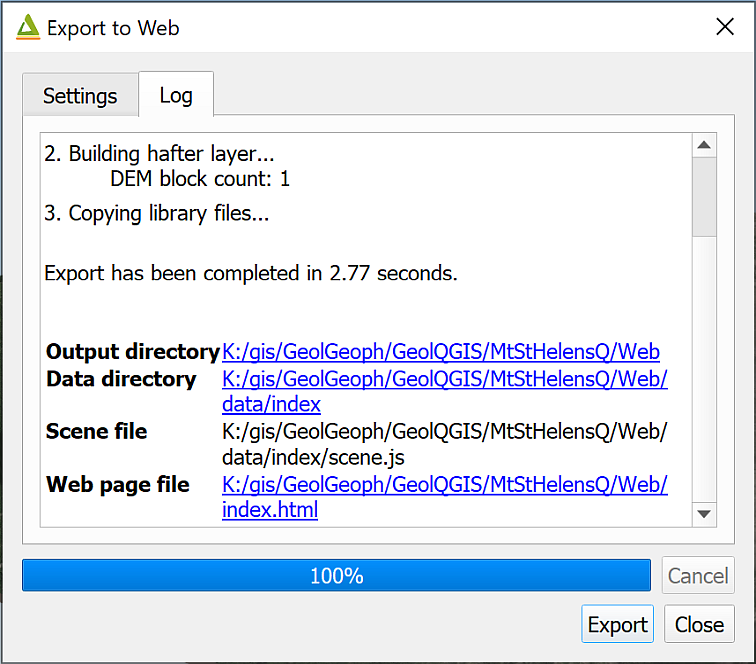 Export to Web
Settings
Log
2. Building hafter layer...
DEM block count: 1
3. Copying library files...
Export has been completed in 2.77 seconds.
Output directory K:/gis/GeolGeoph/GeolQGIS/MtStHelensQ/Web
Data directory K:/gis/GeolGeoph/GeolQGIS/MtStHelensQ/Web/
data/index
Scene file K:/gis/GeolGeoph/GeolQGIS/MtStHelensQ/Web/
data/index/scene.js
Web page file K:/gis/GeolGeoph/GeolQGIS/MtStHelensQ/Web/
index.html
100%
Cancel
Export
Close